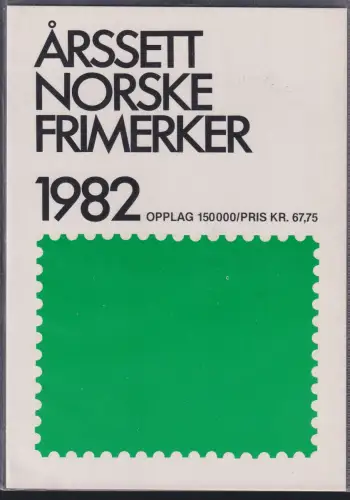 ÅRSSETT
NORSKE
FRIMERKER
1982 OPPLAG 150000/PRIS KR. 67,75